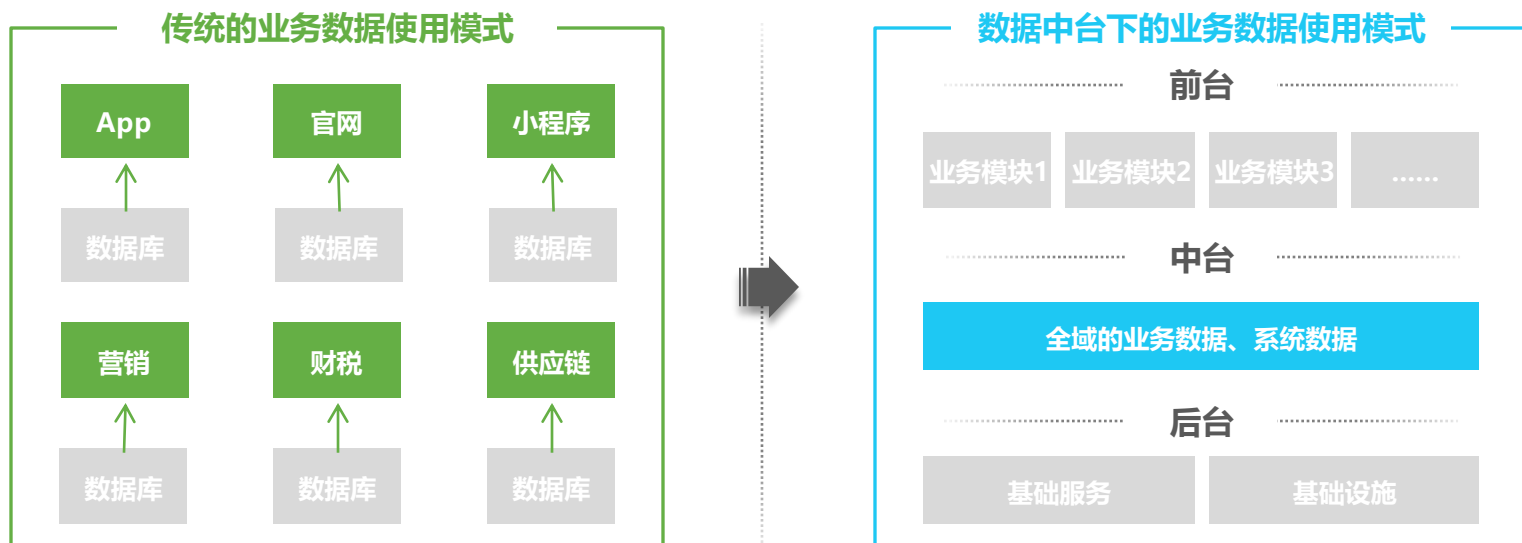 传统的业务数据使用模式
App
官网
小程序
数据库
数据库
数据库
营销
财税
供应链
数据库
数据库
数据库
数据中台下的业务数据使用模式
前台
业务模块1
业务模块2
业务模块3
......
中台
全域的业务数据、系统数据
后台
基础服务
基础设施